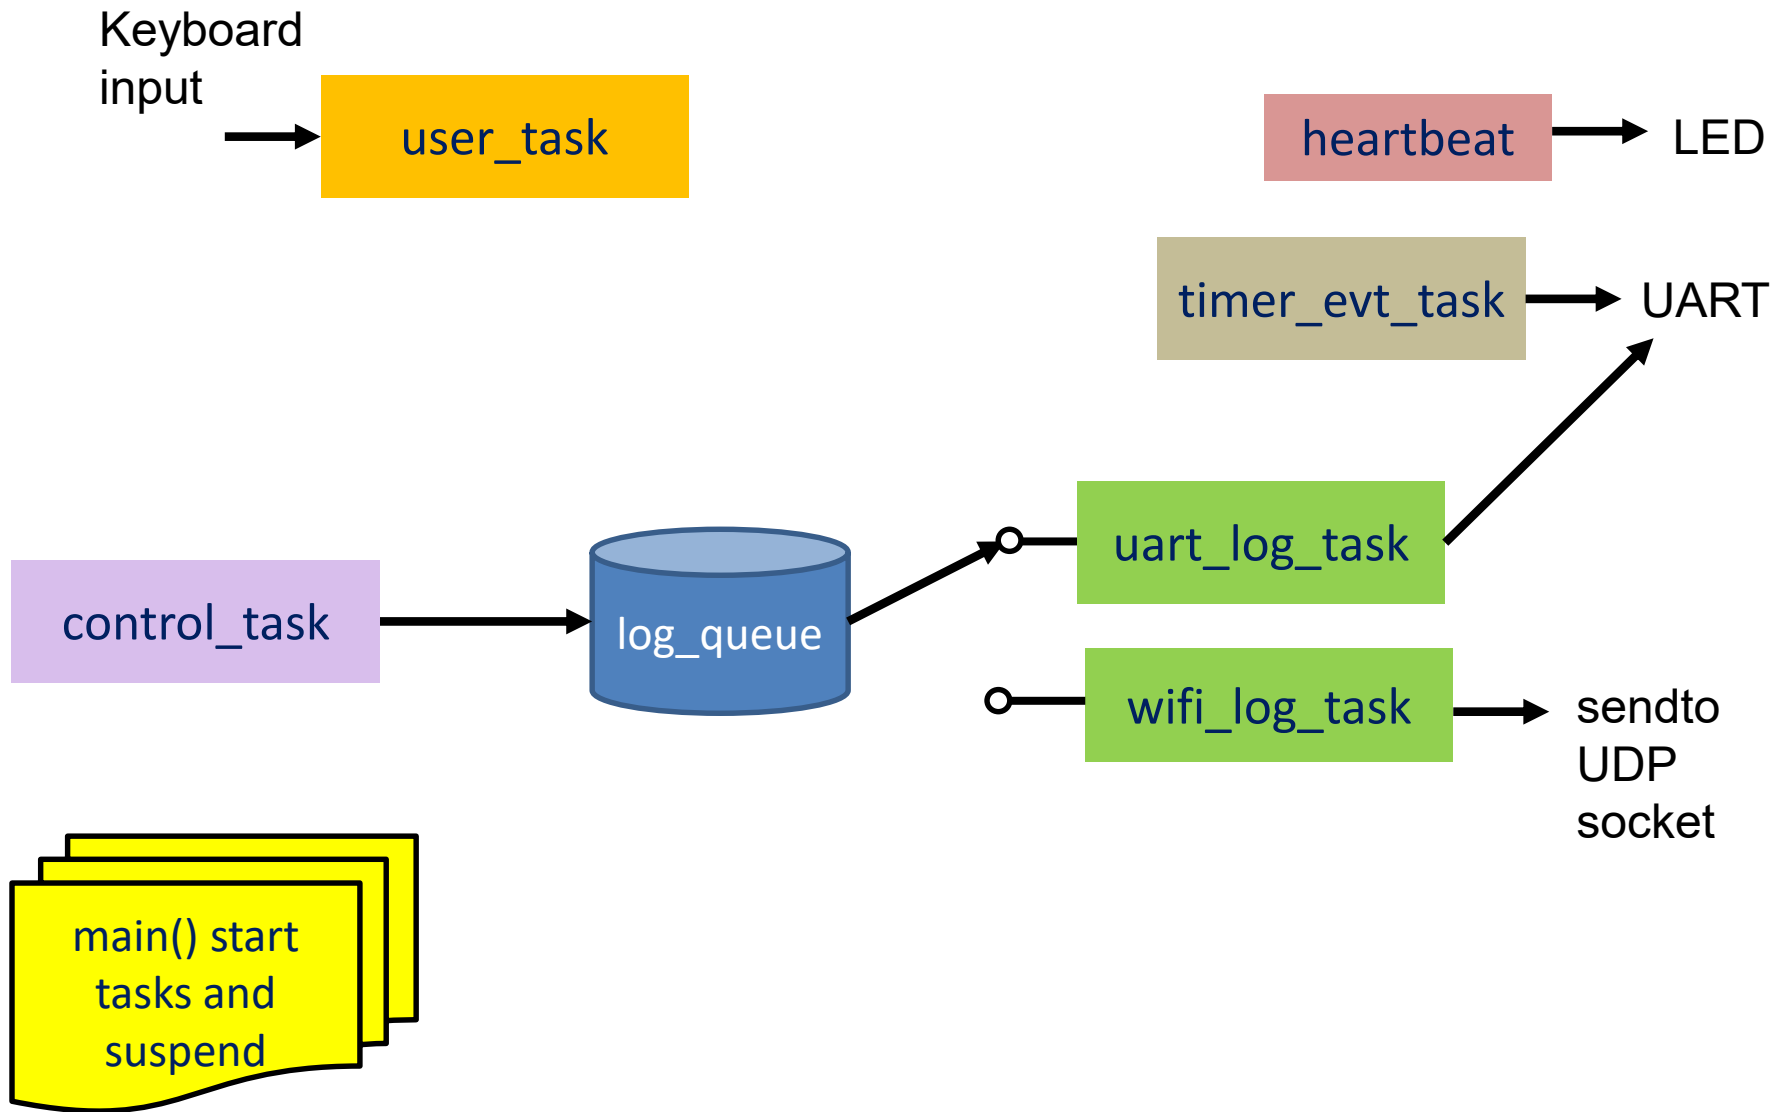 Keyboard
input
user_task
heartbeat
LED
timer_evt_task
UART
uart_log_task
control_task
log_queue
wifi_log_task
sendto
UDP
socket
main() start
tasks and
suspend